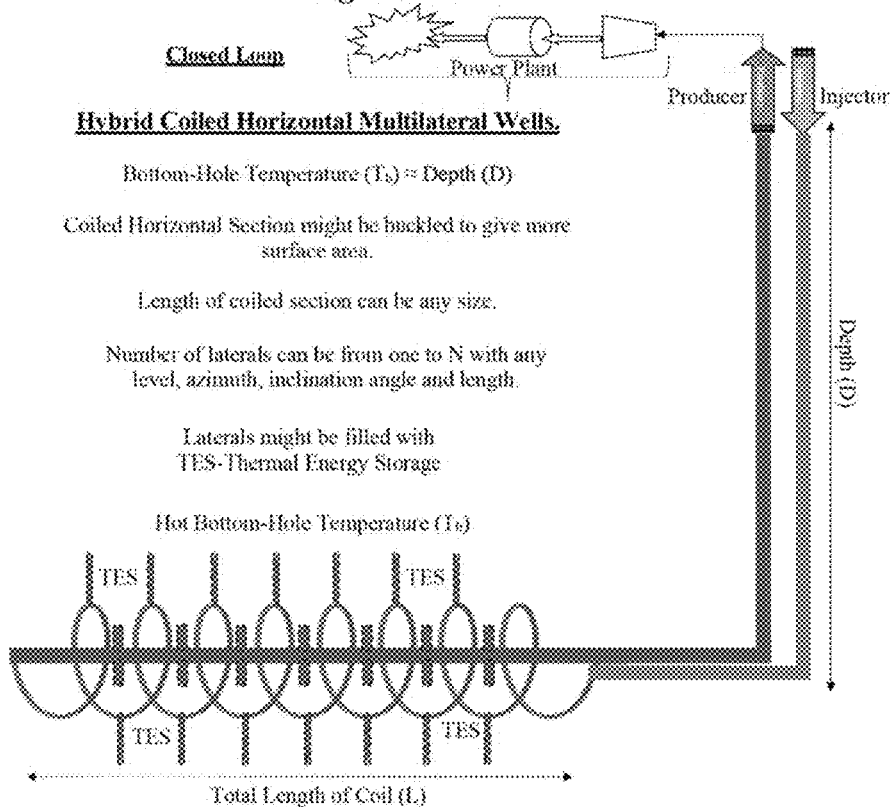 Closed Loop
Power Plant
Producer
Injector
Hybrid Coiled Horizontal Multilateral Wells.
Bottom-Hole Temperature (Tₕ) ≈ Depth (D)
Coiled Horizontal Section might be buckled to give more
surface area.
Length of coiled section can be any size.
Number of laterals can be from one to N with any
level, azimuth, inclination angle and length.
Depth (D)
Laterals might be filled with
TES-Thermal Energy Storage
Hot Bottom-Hole Temperature (Tₕ)
TES
TES
TES
TES
Total Length of Coil (L)